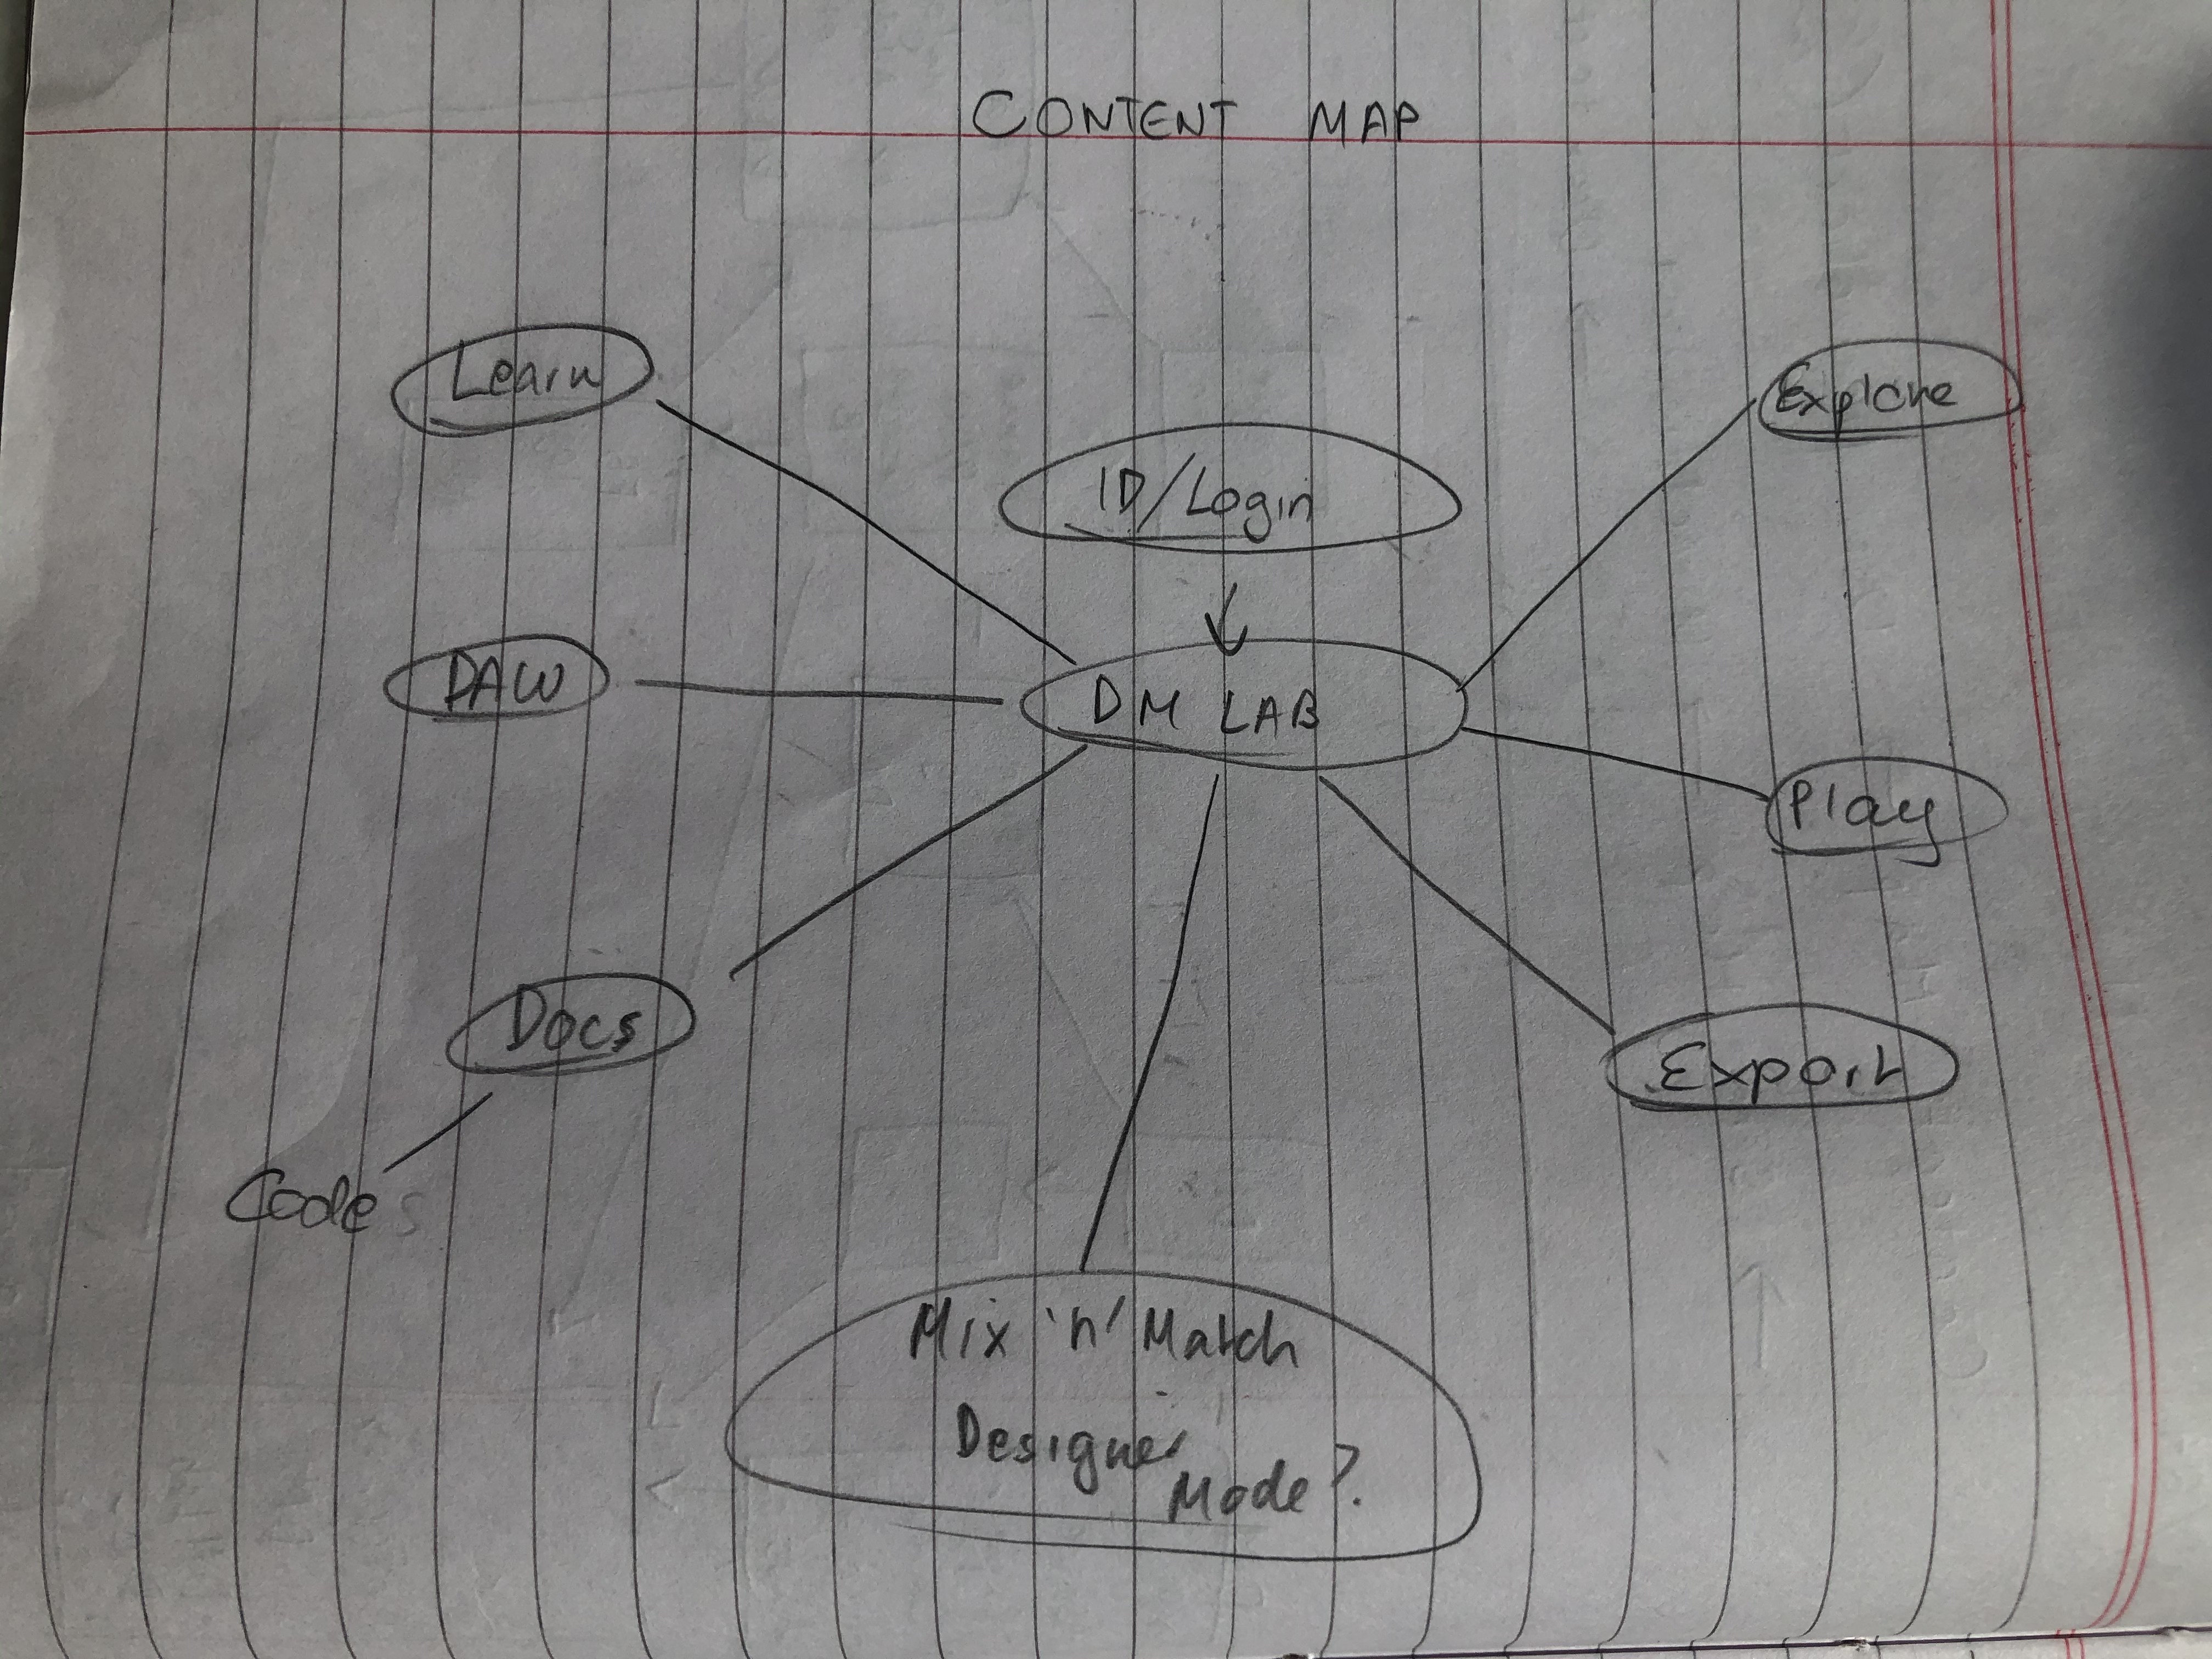 CONTENT MAP
Learn
Explore
ID/Login
DAW
DM LAB
Play
Docs
Export
Codes
Mix 'n' Match
Designer
Mode?